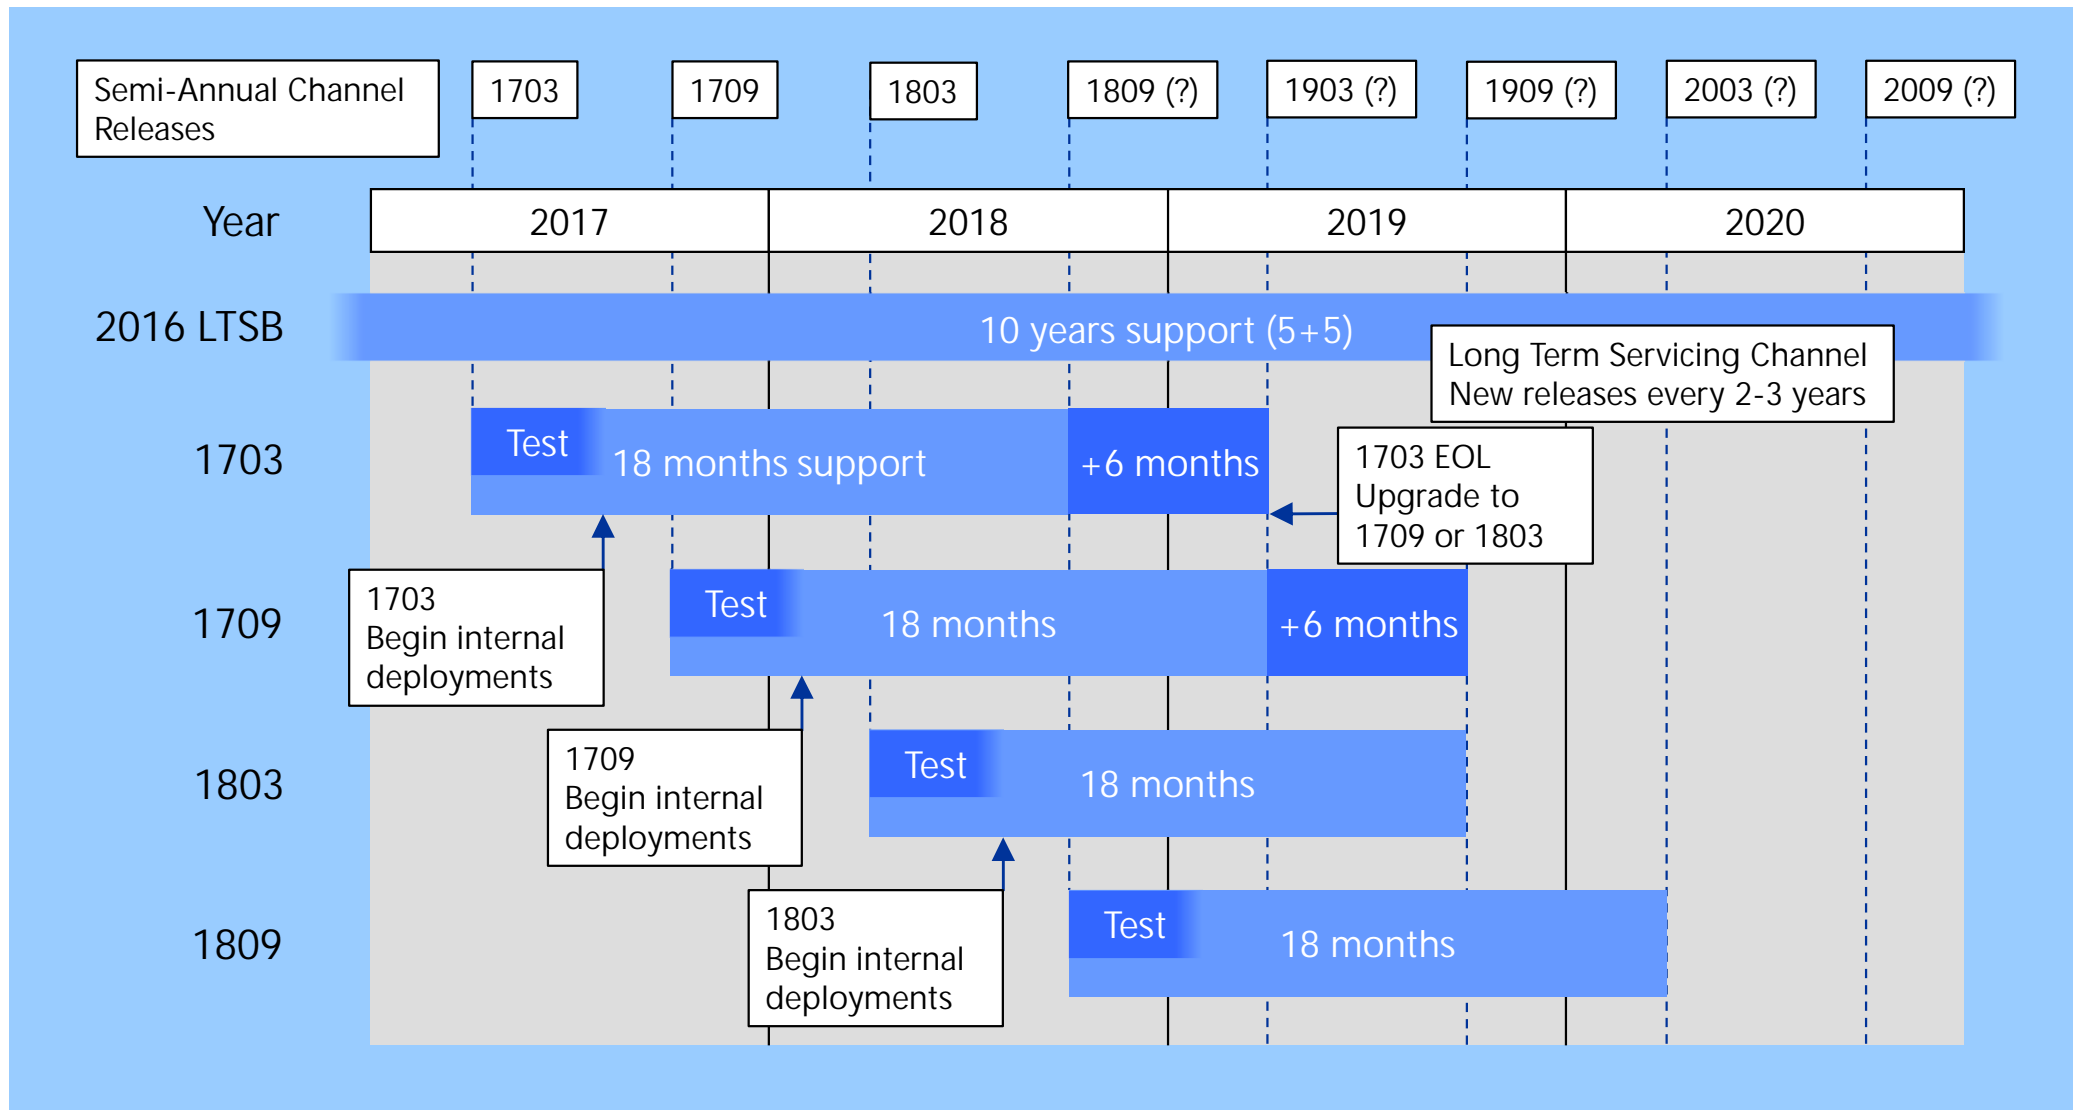 Semi-Annual Channel
Releases
1703
1709
1803
1809 (?)
1903 (?)
1909 (?)
2003 (?)
2009 (?)
Year
2017
2018
2019
2020
2016 LTSB
10 years support (5+5)
Long Term Servicing Channel
New releases every 2-3 years
1703
Test
18 months support
+6 months
1703 EOL
Upgrade to
1709 or 1803
1703
Begin internal
deployments
1709
Test
18 months
+6 months
1709
Begin internal
deployments
1803
Test
18 months
1803
Begin internal
deployments
1809
Test
18 months